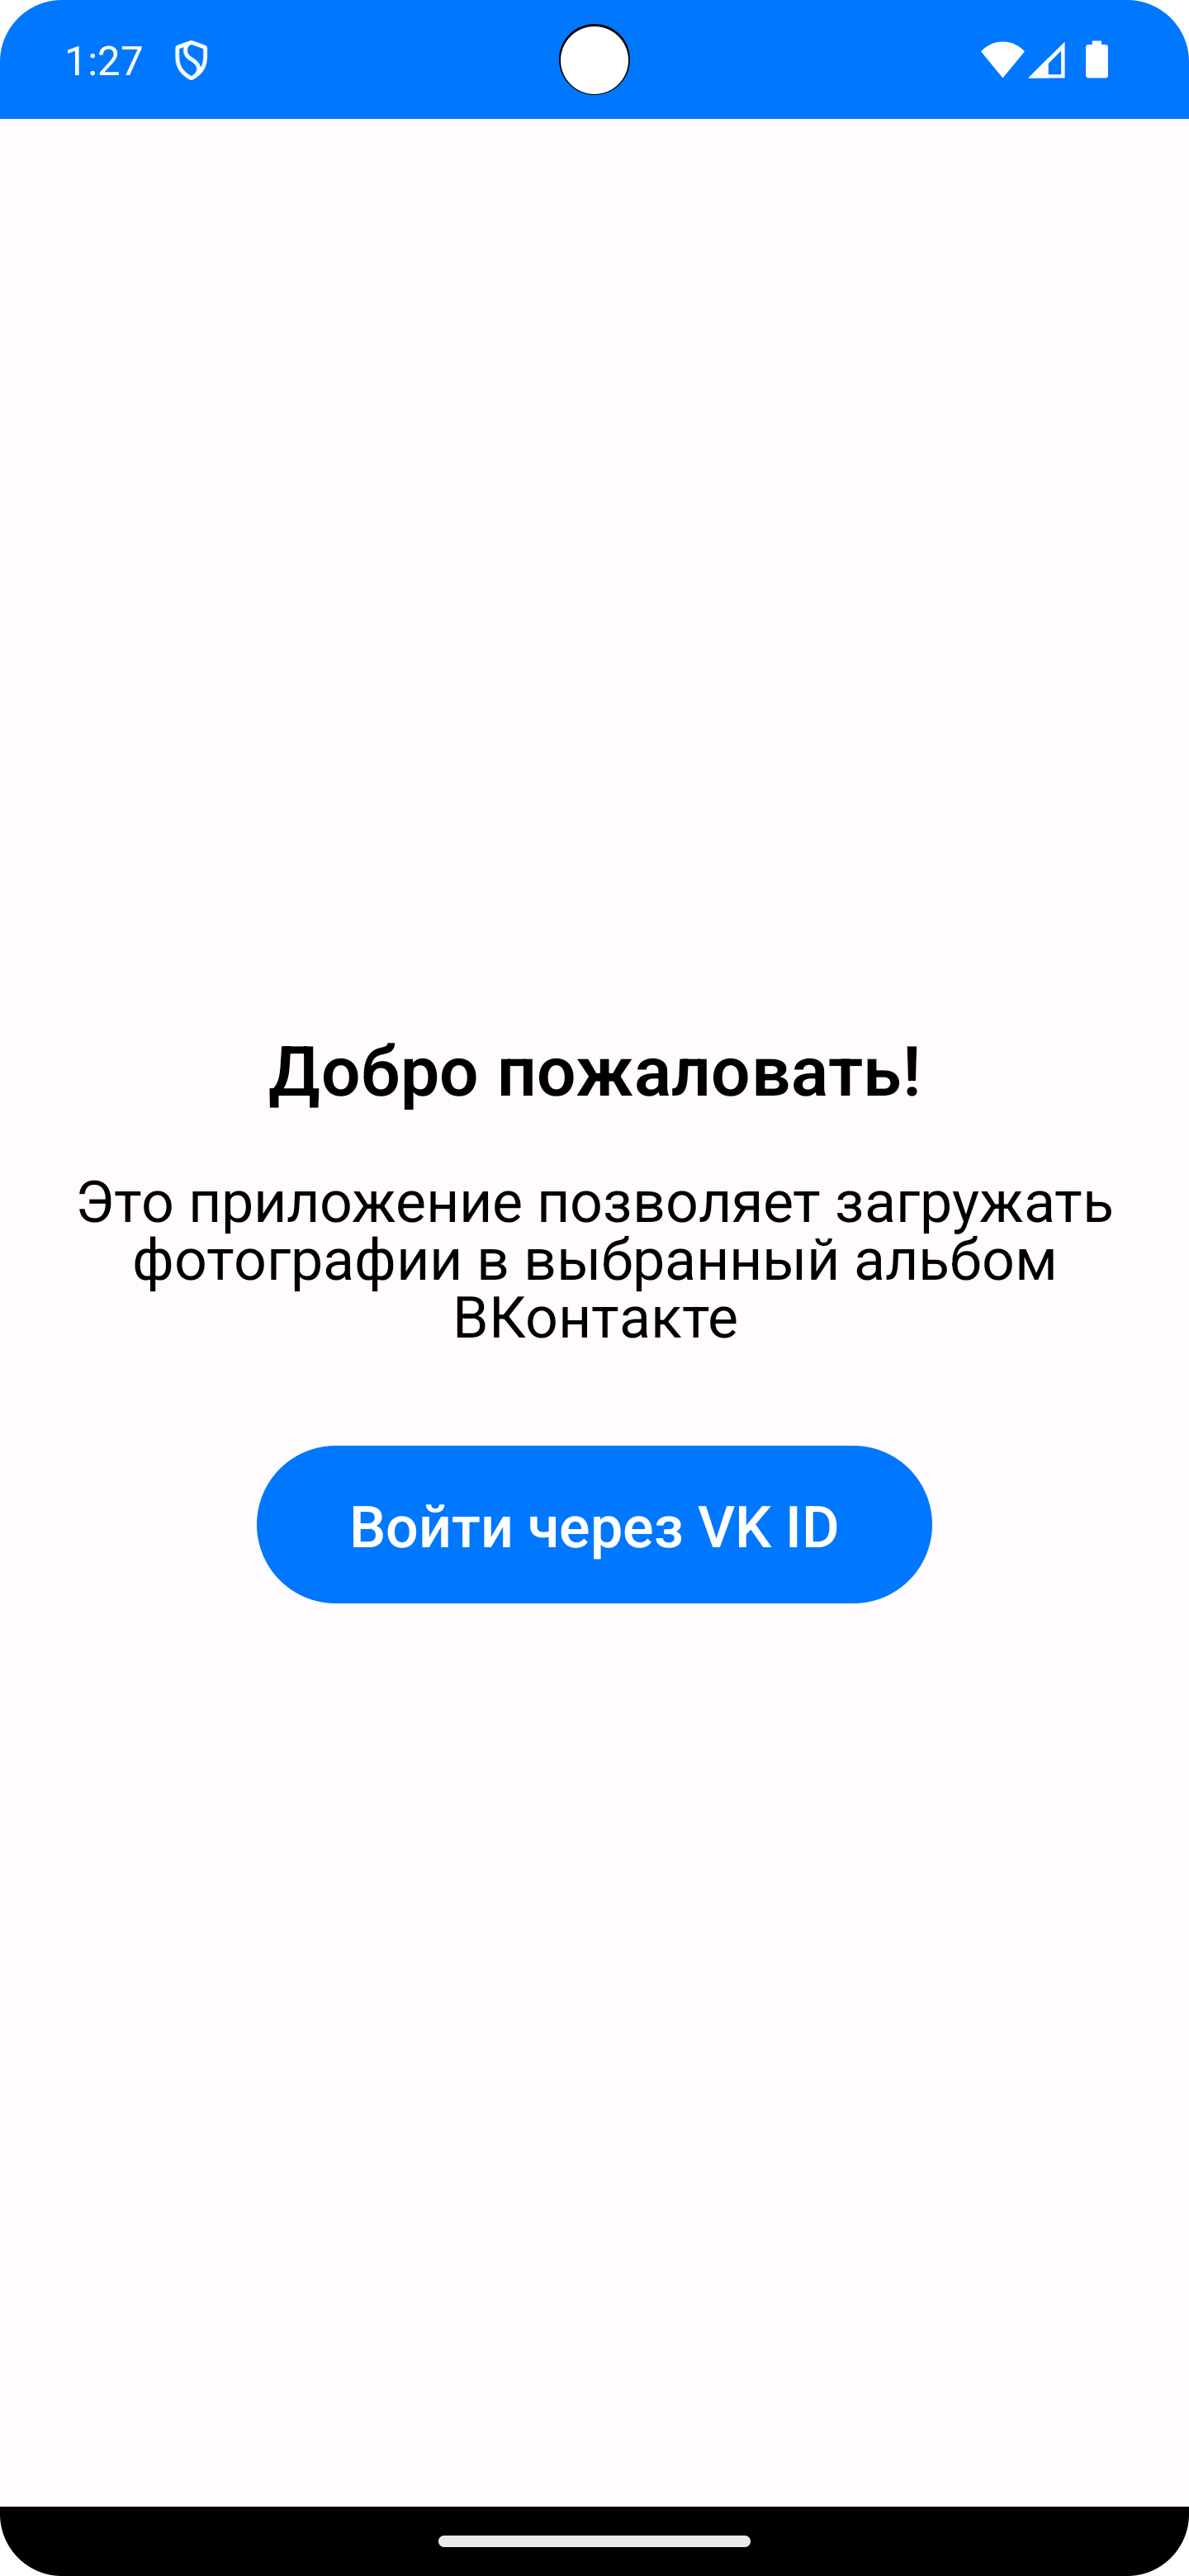 1:27
Добро пожаловать!
Это приложение позволяет загружать
фотографии в выбранный альбом
ВКонтакте
Войти через VK ID